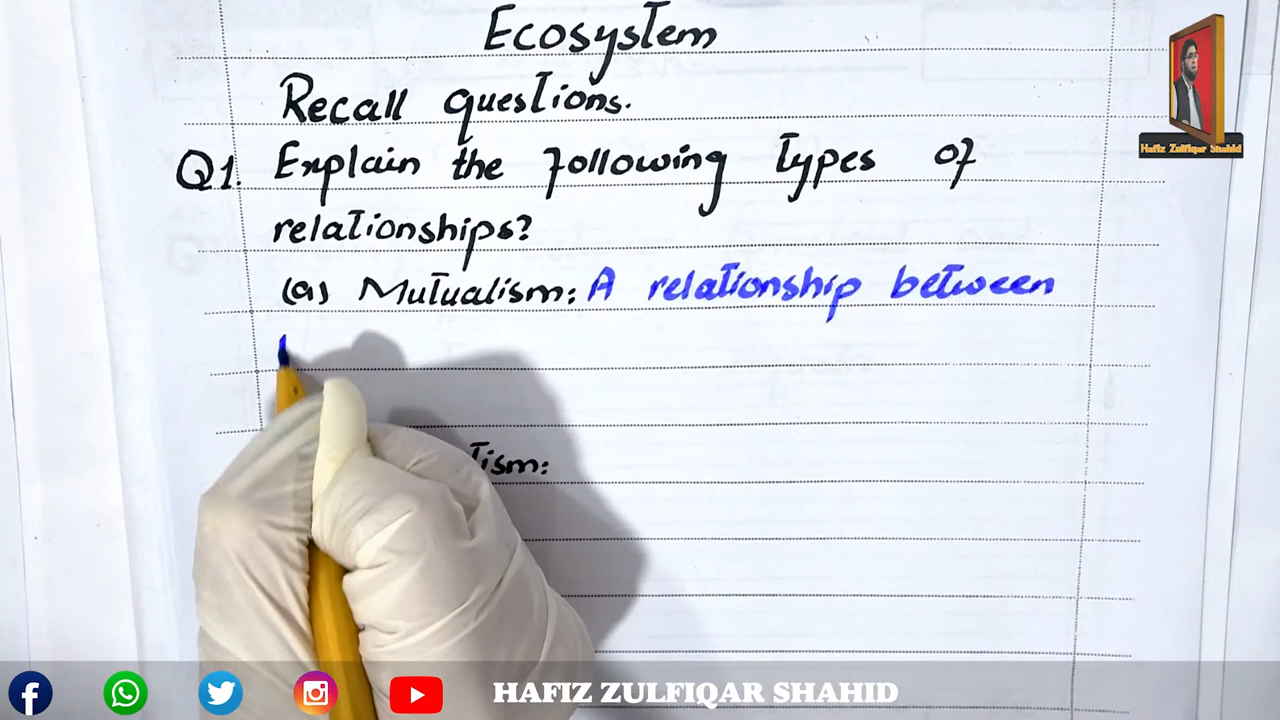 Ecosystem
Recall questions.
Q1. Explain the following types of
relationships?
(a) Mutualism: A relationship between
tism:
Hafiz Zulfiqar Shahid
HAFIZ ZULFIQAR SHAHID